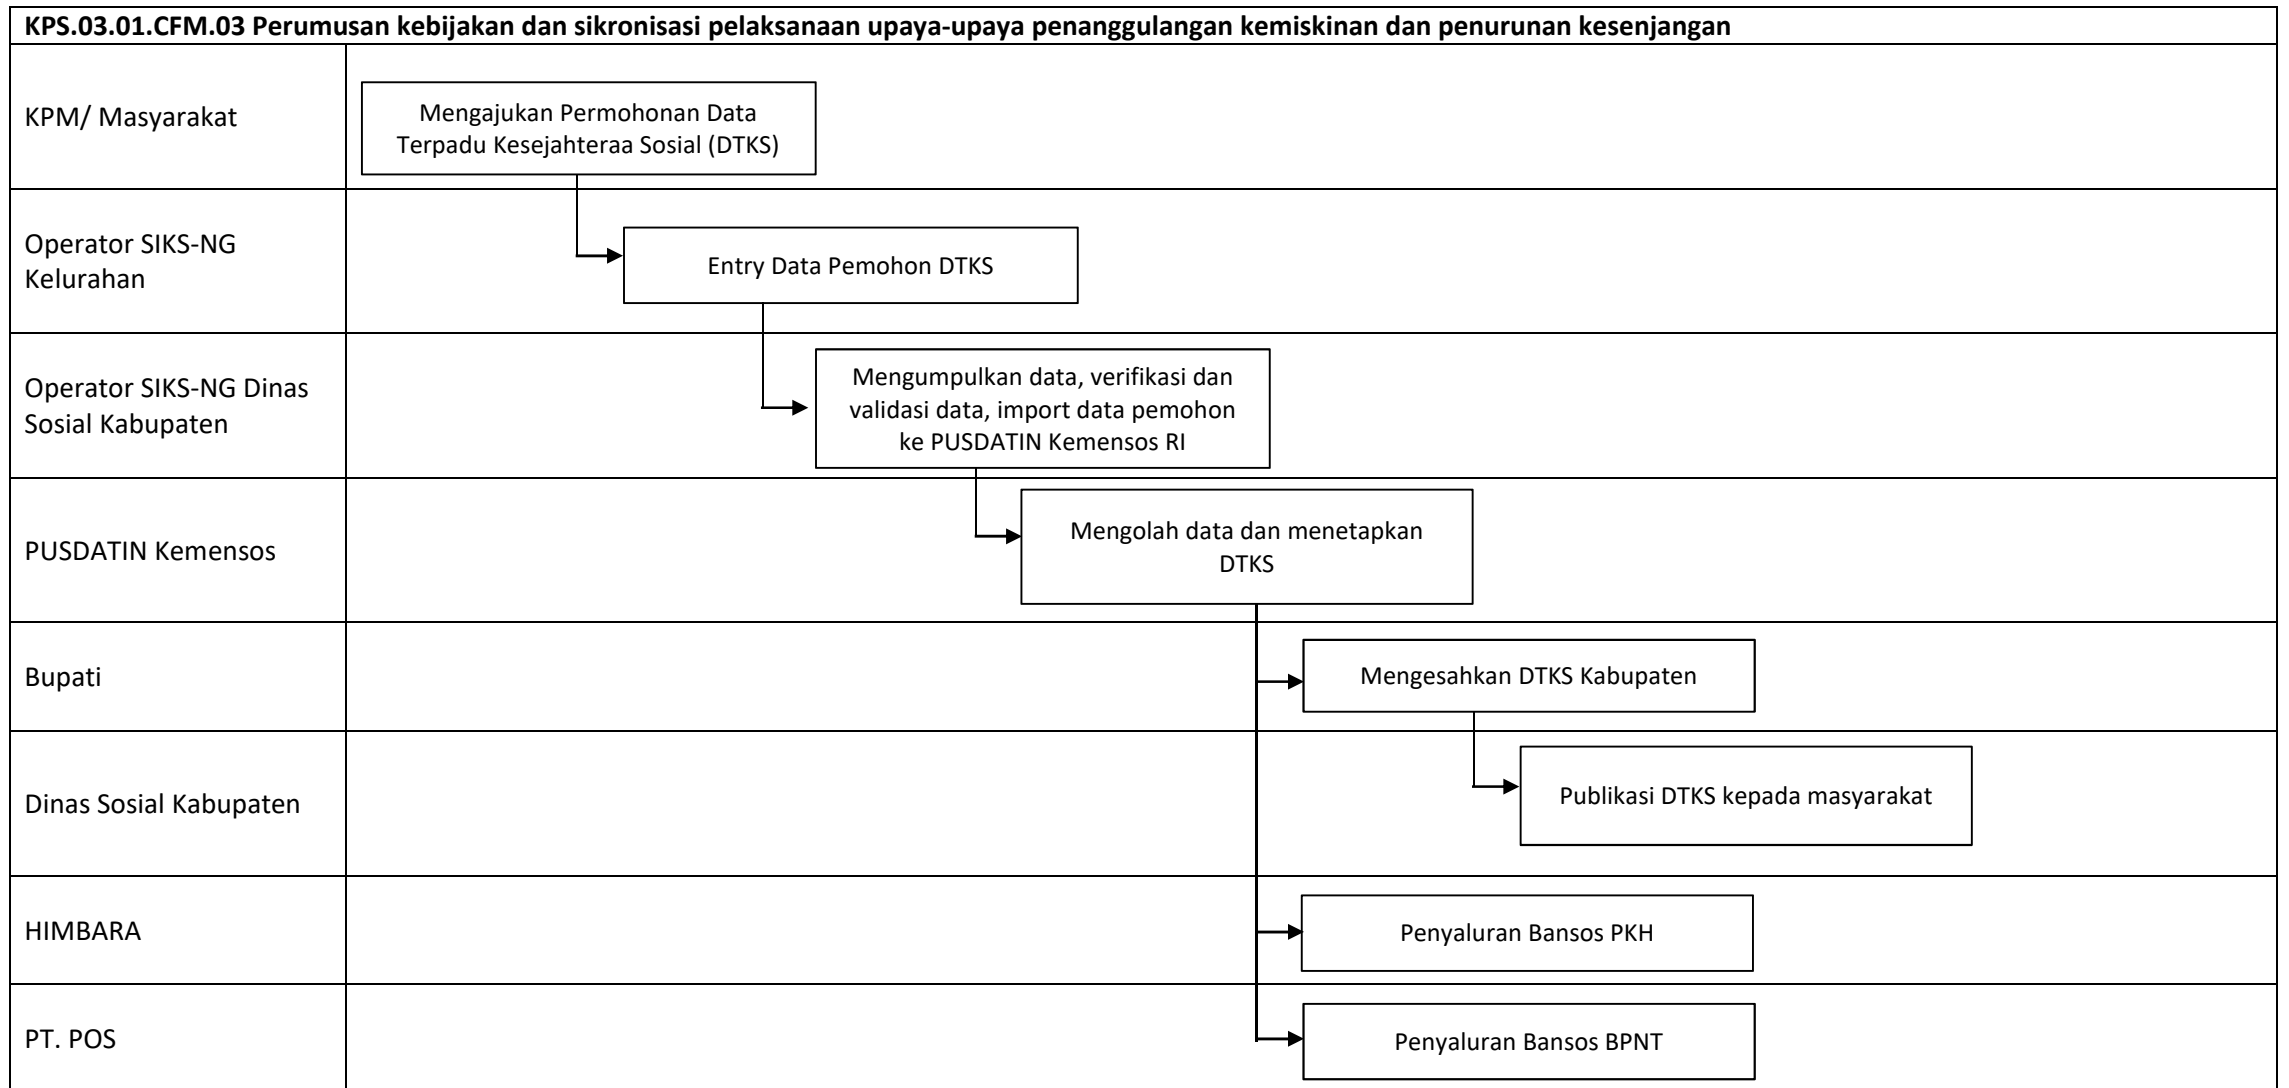 KPS.03.01.CFM.03 Perumusan kebijakan dan sikronisasi pelaksanaan upaya-upaya penanggulangan kemiskinan dan penurunan kesenjangan
KPM/ Masyarakat
Mengajukan Permohonan Data
Terpadu Kesejahteraa Sosial (DTKS)
Operator SIKS-NG
Kelurahan
Entry Data Pemohon DTKS
Operator SIKS-NG Dinas
Sosial Kabupaten
Mengumpulkan data, verifikasi dan
validasi data, import data pemohon
ke PUSDATIN Kemensos RI
PUSDATIN Kemensos
Mengolah data dan menetapkan
DTKS
Bupati
Mengesahkan DTKS Kabupaten
Dinas Sosial Kabupaten
Publikasi DTKS kepada masyarakat
HIMBARA
Penyaluran Bansos PKH
PT. POS
Penyaluran Bansos BPNT